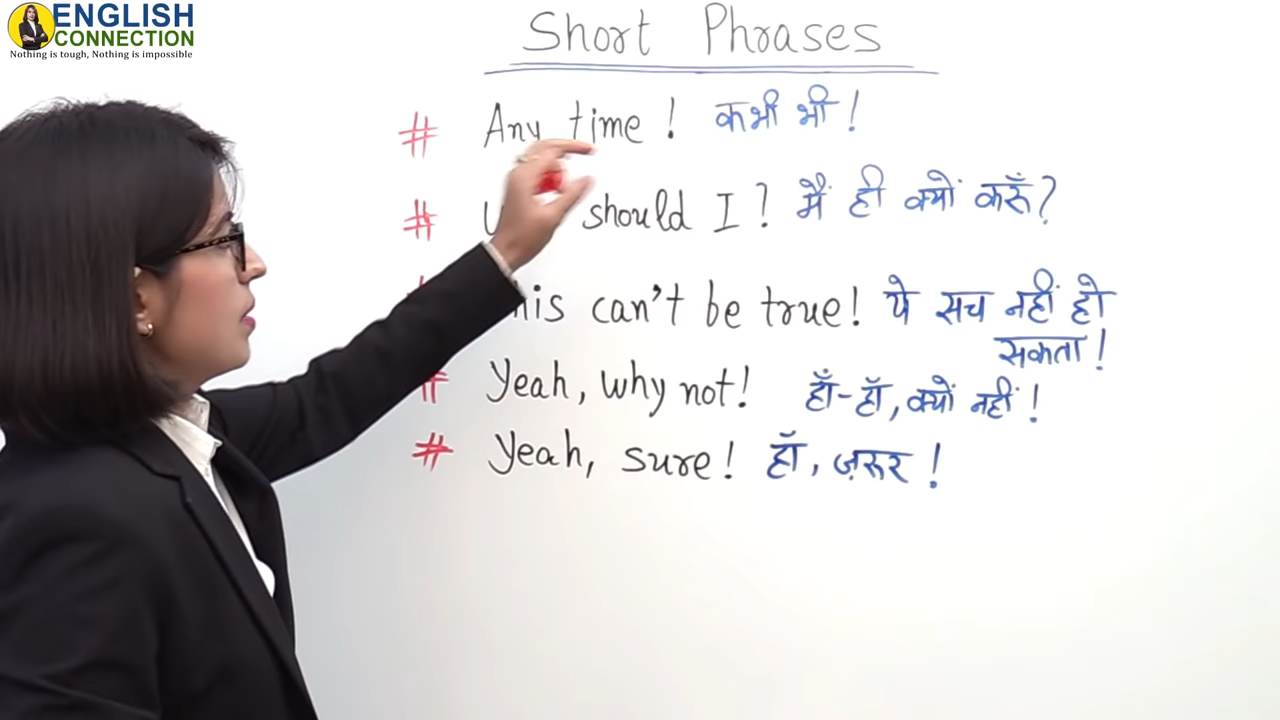 ENGLISH
CONNECTION
Nothing is tough, Nothing is impossible
Short Phrases
# Any time ! कभी भी !
# should I ? मैं ही क्यों करूँ ?
can't be true ! ये सच नहीं हो
सकता !
# Yeah, why not ! हाँ-हाँ, क्यों नहीं !
# Yeah, sure ! हाँ, ज़रूर !